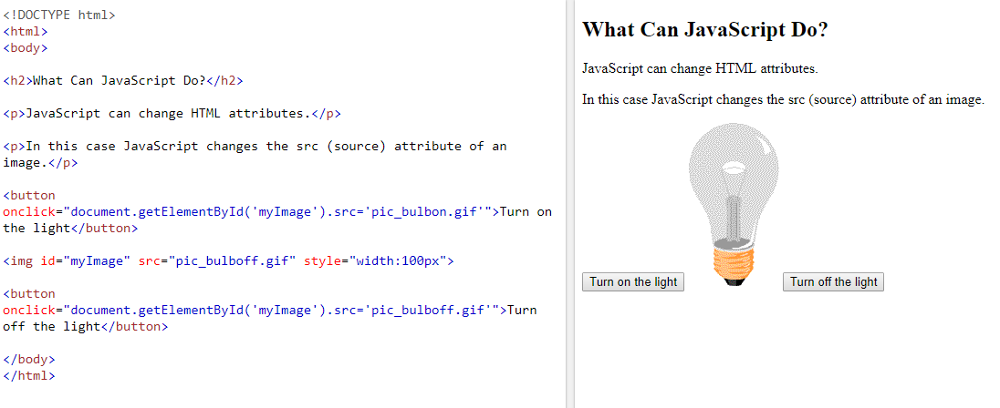 <!DOCTYPE html>
<html>
<body>
<h2>What Can JavaScript Do?</h2>
<p>JavaScript can change HTML attributes.</p>
<p>In this case JavaScript changes the src (source) attribute of an
image.</p>
<button
onclick="document.getElementById('myImage').src='pic_bulbon.gif'">Turn on
the light</button>
<img id="myImage" src="pic_bulboff.gif" style="width:100px">
<button
onclick="document.getElementById('myImage').src='pic_bulboff.gif'">Turn
off the light</button>
</body>
</html>
What Can JavaScript Do?
JavaScript can change HTML attributes.
In this case JavaScript changes the src (source) attribute of an image.
Turn on the light
Turn off the light